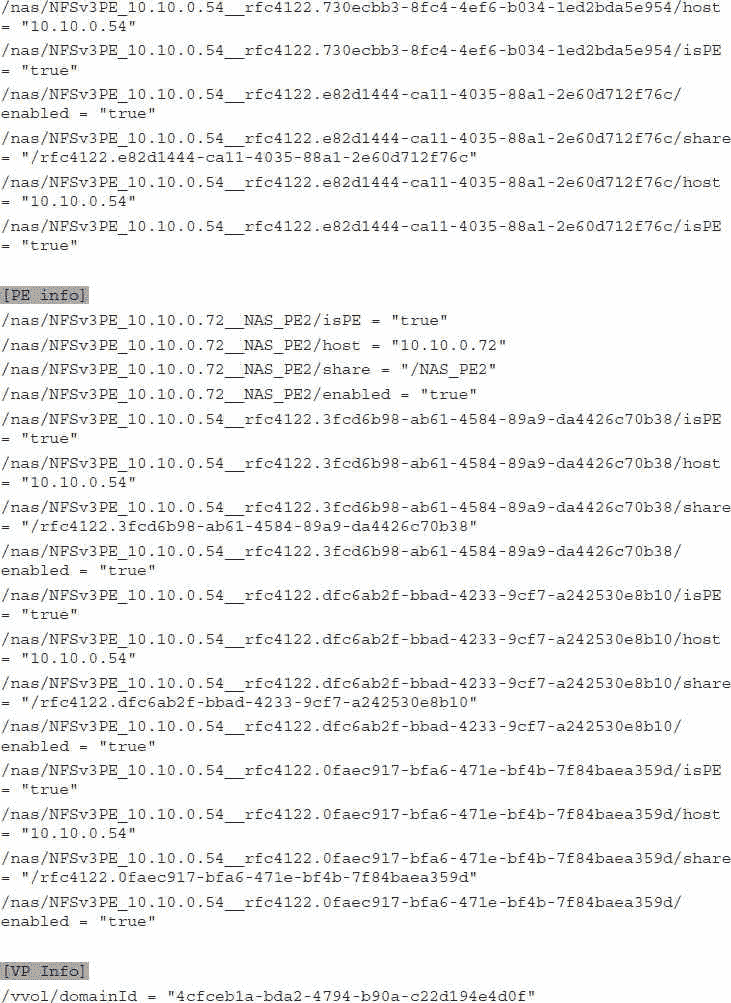 /nas/NFSv3PE_10.10.0.54__rfc4122.730ecbb3-8fc4-4ef6-b034-1ed2bda5e954/host
= "10.10.0.54"
/nas/NFSv3PE_10.10.0.54__rfc4122.730ecbb3-8fc4-4ef6-b034-1ed2bda5e954/isPE
= "true"
/nas/NFSv3PE_10.10.0.54__rfc4122.e82d1444-ca11-4035-88a1-2e60d712f76c/
enabled = "true"
/nas/NFSv3PE_10.10.0.54__rfc4122.e82d1444-ca11-4035-88a1-2e60d712f76c/share
= "/rfc4122.e82d1444-ca11-4035-88a1-2e60d712f76c"
/nas/NFSv3PE_10.10.0.54__rfc4122.e82d1444-ca11-4035-88a1-2e60d712f76c/host
= "10.10.0.54"
/nas/NFSv3PE_10.10.0.54__rfc4122.e82d1444-ca11-4035-88a1-2e60d712f76c/isPE
= "true"
[PE info]
/nas/NFSv3PE_10.10.0.72__NAS_PE2/isPE = "true"
/nas/NFSv3PE_10.10.0.72__NAS_PE2/host = "10.10.0.72"
/nas/NFSv3PE_10.10.0.72__NAS_PE2/share = "/NAS_PE2"
/nas/NFSv3PE_10.10.0.72__NAS_PE2/enabled = "true"
/nas/NFSv3PE_10.10.0.54__rfc4122.3fcd6b98-ab61-4584-89a9-da4426c70b38/isPE
= "true"
/nas/NFSv3PE_10.10.0.54__rfc4122.3fcd6b98-ab61-4584-89a9-da4426c70b38/host
= "10.10.0.54"
/nas/NFSv3PE_10.10.0.54__rfc4122.3fcd6b98-ab61-4584-89a9-da4426c70b38/share
= "/rfc4122.3fcd6b98-ab61-4584-89a9-da4426c70b38"
/nas/NFSv3PE_10.10.0.54__rfc4122.3fcd6b98-ab61-4584-89a9-da4426c70b38/
enabled = "true"
/nas/NFSv3PE_10.10.0.54__rfc4122.dfc6ab2f-bbad-4233-9cf7-a242530e8b10/isPE
= "true"
/nas/NFSv3PE_10.10.0.54__rfc4122.dfc6ab2f-bbad-4233-9cf7-a242530e8b10/host
= "10.10.0.54"
/nas/NFSv3PE_10.10.0.54__rfc4122.dfc6ab2f-bbad-4233-9cf7-a242530e8b10/share
= "/rfc4122.dfc6ab2f-bbad-4233-9cf7-a242530e8b10"
/nas/NFSv3PE_10.10.0.54__rfc4122.dfc6ab2f-bbad-4233-9cf7-a242530e8b10/
enabled = "true"
/nas/NFSv3PE_10.10.0.54__rfc4122.0faec917-bfa6-471e-bf4b-7f84baea359d/isPE
= "true"
/nas/NFSv3PE_10.10.0.54__rfc4122.0faec917-bfa6-471e-bf4b-7f84baea359d/host
= "10.10.0.54"
/nas/NFSv3PE_10.10.0.54__rfc4122.0faec917-bfa6-471e-bf4b-7f84baea359d/share
= "/rfc4122.0faec917-bfa6-471e-bf4b-7f84baea359d"
/nas/NFSv3PE_10.10.0.54__rfc4122.0faec917-bfa6-471e-bf4b-7f84baea359d/
enabled = "true"
[VP Info]
/vvol/domainId = "4cfceb1a-bda2-4794-b90a-c22d194e4d0f"